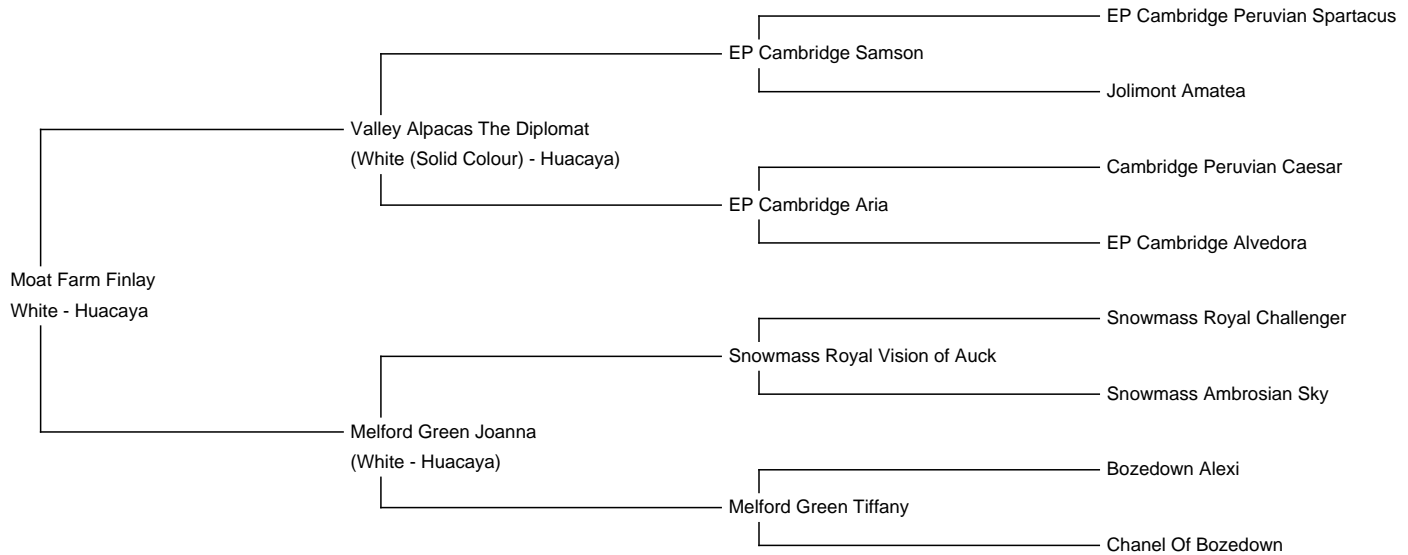 EP Cambridge Peruvian Spartacus
EP Cambridge Samson
Jolimont Amatea
Valley Alpacas The Diplomat
(White (Solid Colour) - Huacaya)
Cambridge Peruvian Caesar
EP Cambridge Aria
EP Cambridge Alvedora
Moat Farm Finlay
White - Huacaya
Snowmass Royal Challenger
Snowmass Royal Vision of Auck
Snowmass Ambrosian Sky
Melford Green Joanna
(White - Huacaya)
Bozedown Alexi
Melford Green Tiffany
Chanel Of Bozedown